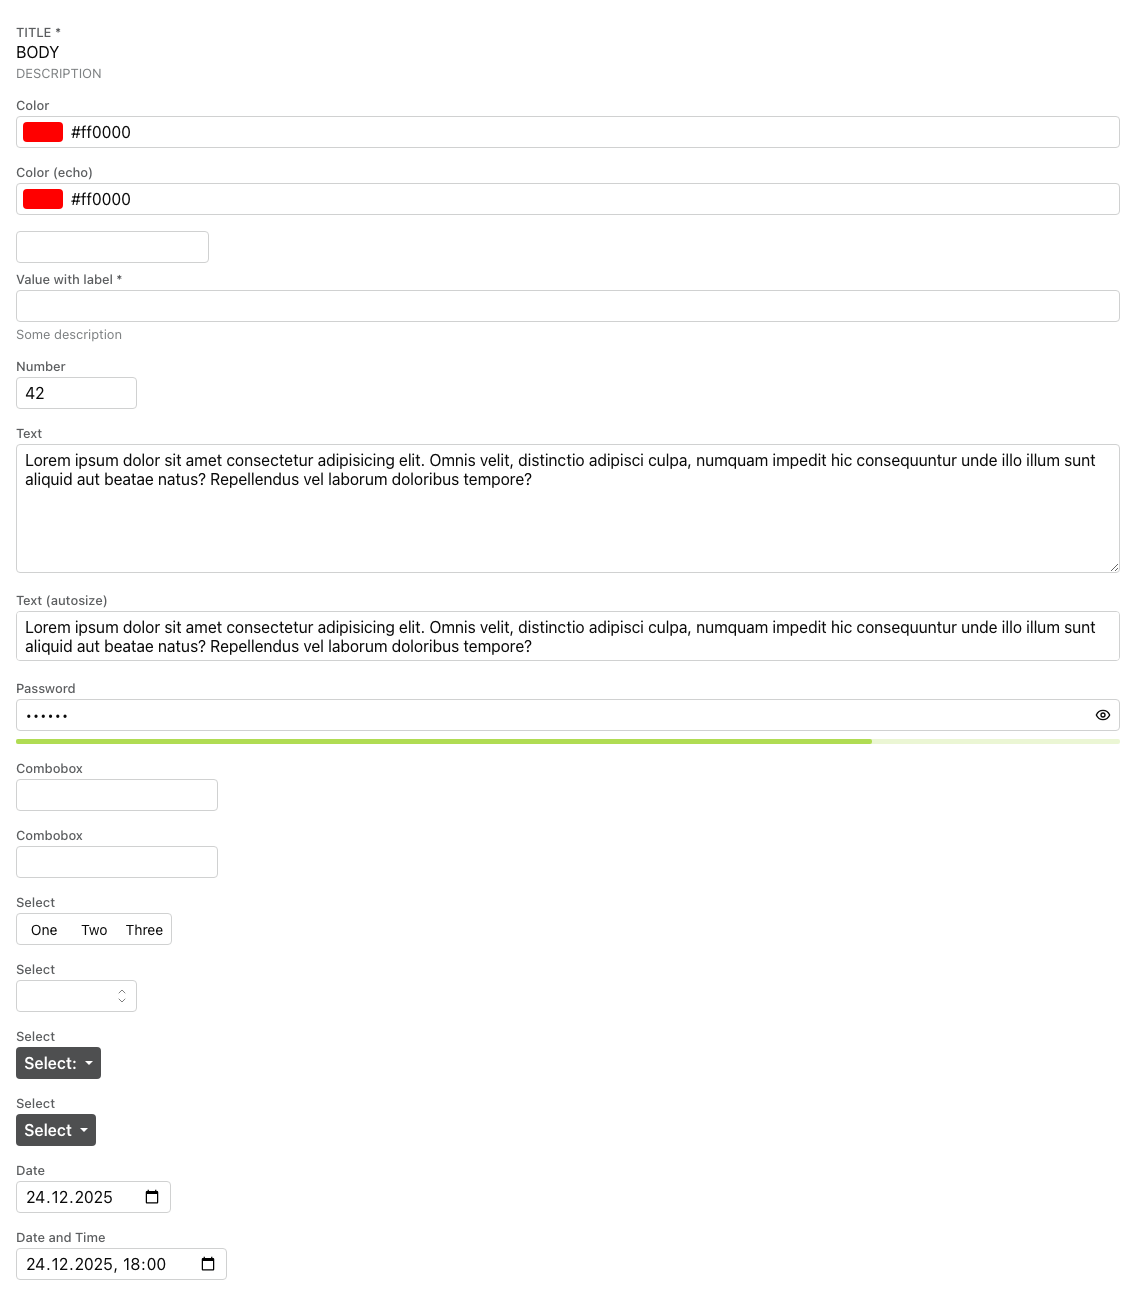 TITLE *
BODY
DESCRIPTION
Color
#ff0000
Color (echo)
#ff0000
Value with label *
Some description
Number
42
Text
Lorem ipsum dolor sit amet consectetur adipisicing elit. Omnis velit, distinctio adipisci culpa, numquam impedit hic consequuntur unde illo illum sunt
aliquid aut beatae natus? Repellendus vel laborum doloribus tempore?
Text (autosize)
Lorem ipsum dolor sit amet consectetur adipisicing elit. Omnis velit, distinctio adipisci culpa, numquam impedit hic consequuntur unde illo illum sunt
aliquid aut beatae natus? Repellendus vel laborum doloribus tempore?
Password
••••••
Combobox
Combobox
Select
One Two Three
Select
Select
Select:
Select
Select
Date
24.12.2025
Date and Time
24.12.2025, 18:00